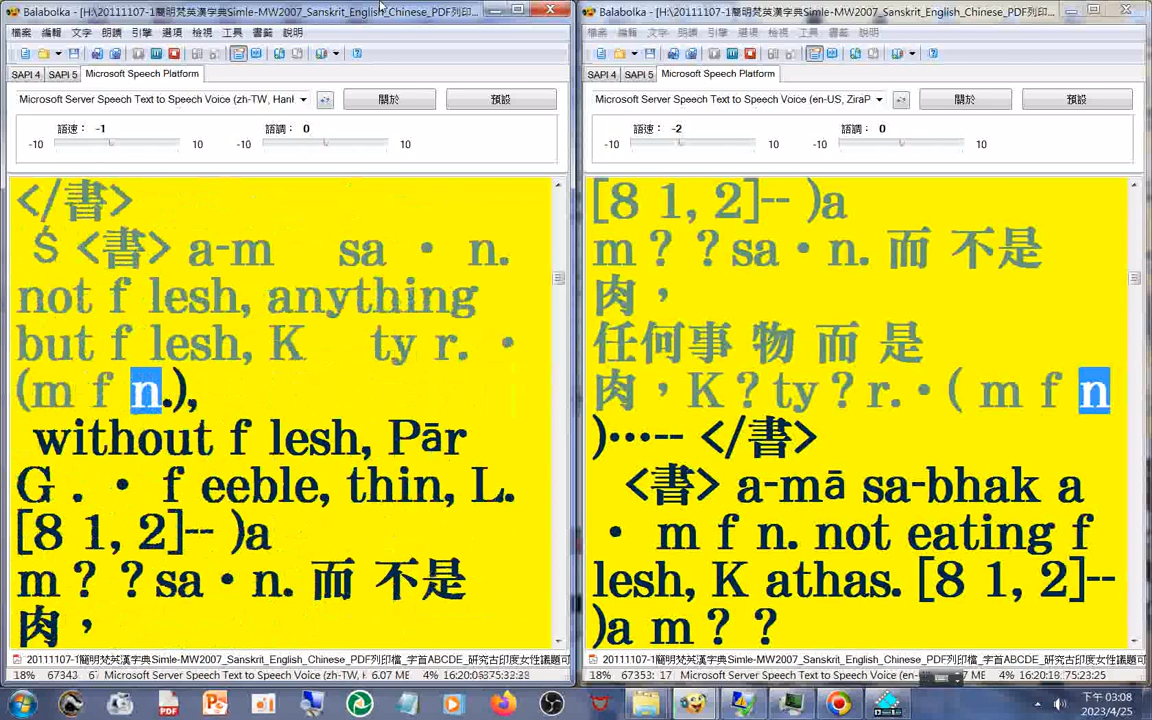 Balabolka - [H:\20111107-1簡明梵英漢字典Simle-MW2007_Sanskrit_English_Chinese_PDF列印...
檔案 編輯 文字 朗讀 引擎 選項 檢視 工具 書籤 說明
SAPI 4 SAPI 5 Microsoft Speech Platform
Microsoft Server Speech Text to Speech Voice (zh-TW, HanI 關於 預設
語速： -1 語調： 0
-10 10 -10 10
</書>
Ś <書> a-m sa • n.
not f lesh, anything
but f lesh, K ty r. •
(m f n.),
without f lesh, Pār
G . • f eeble, thin, L.
[8 1, 2]-- )a
m？？sa • n. 而 不是
肉，
20111107-1簡明梵英漢字典Simle-MW2007_Sanskrit_English_Chinese_PDF列印檔_字首ABCDE_研究古印度女性議題可
18% 67343 Microsoft Server Speech Text to Speech Voice (zh-TW, 6.07 MB 4%
Balabolka - [H:\20111107-1簡明梵英漢字典Simle-MW2007_Sanskrit_English_Chinese_PDF列印...
檔案 編輯 文字 朗讀 引擎 選項 檢視 工具 書籤 說明
SAPI 4 SAPI 5 Microsoft Speech Platform
Microsoft Server Speech Text to Speech Voice (en-US, ZiraP 關於 預設
語速： -2 語調： 0
-10 10 -10 10
[8 1, 2]-- )a
m？？sa • n. 而 不是
肉，
任何事 物 而 是
肉，K？ty？r. •( m f n
)…-- </書>
<書> a-mā sa-bhak a
• m f n. not eating f
lesh, K athas. [8 1, 2]--
)a m？？
20111107-1簡明梵英漢字典Simle-MW2007_Sanskrit_English_Chinese_PDF列印檔_字首ABCDE_研究古印度女性議題可
18% 67353: 17 Microsoft Server Speech Text to Speech Voice 4% 16:20:18,75:23:25
下午 03:08
2023/4/25